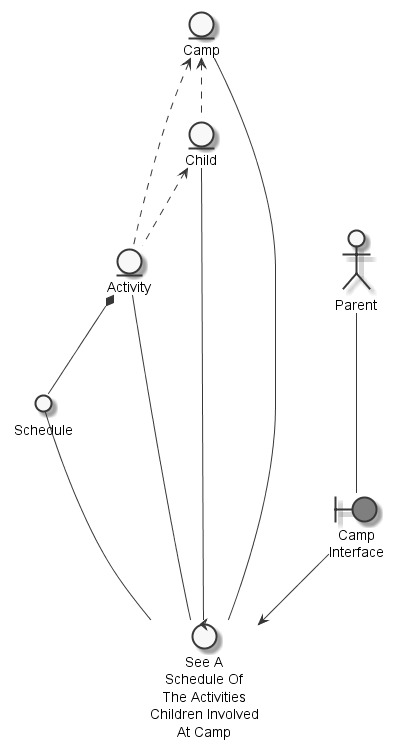 Camp
Child
Activity
Parent
Schedule
Camp
Interface
See A
Schedule Of
The Activities
Children Involved
At Camp